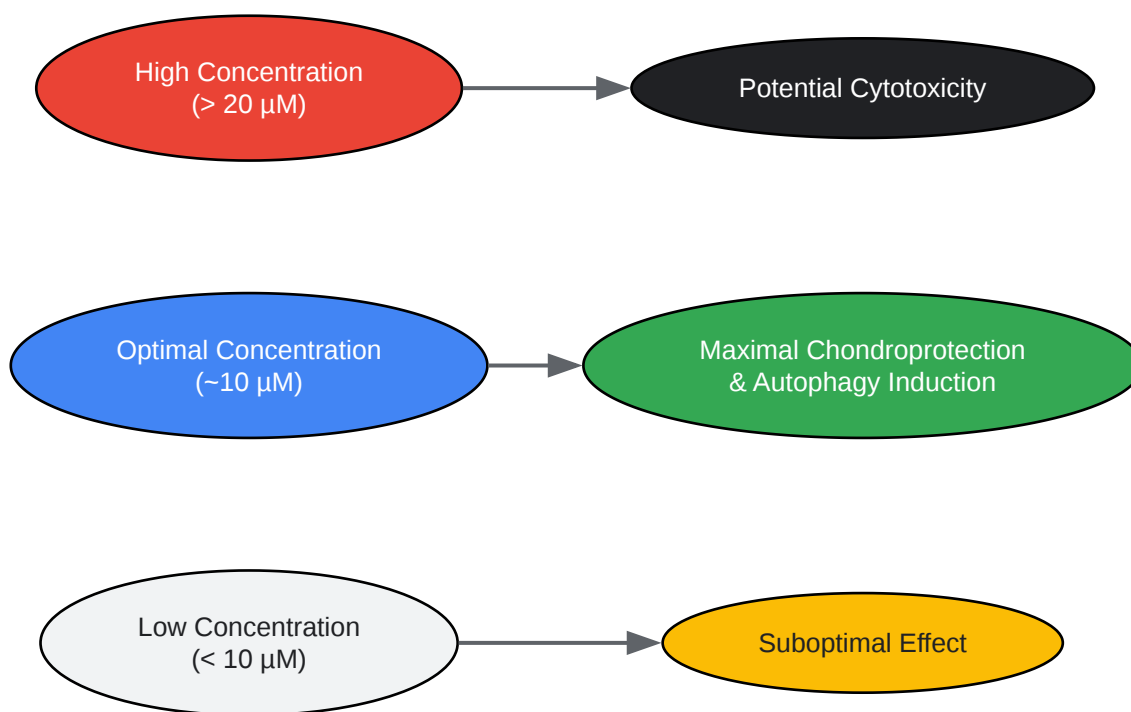 High Concentration
(> 20 µM)
Potential Cytotoxicity
Optimal Concentration
(~10 µM)
Maximal Chondroprotection
& Autophagy Induction
Low Concentration
(< 10 µM)
Suboptimal Effect